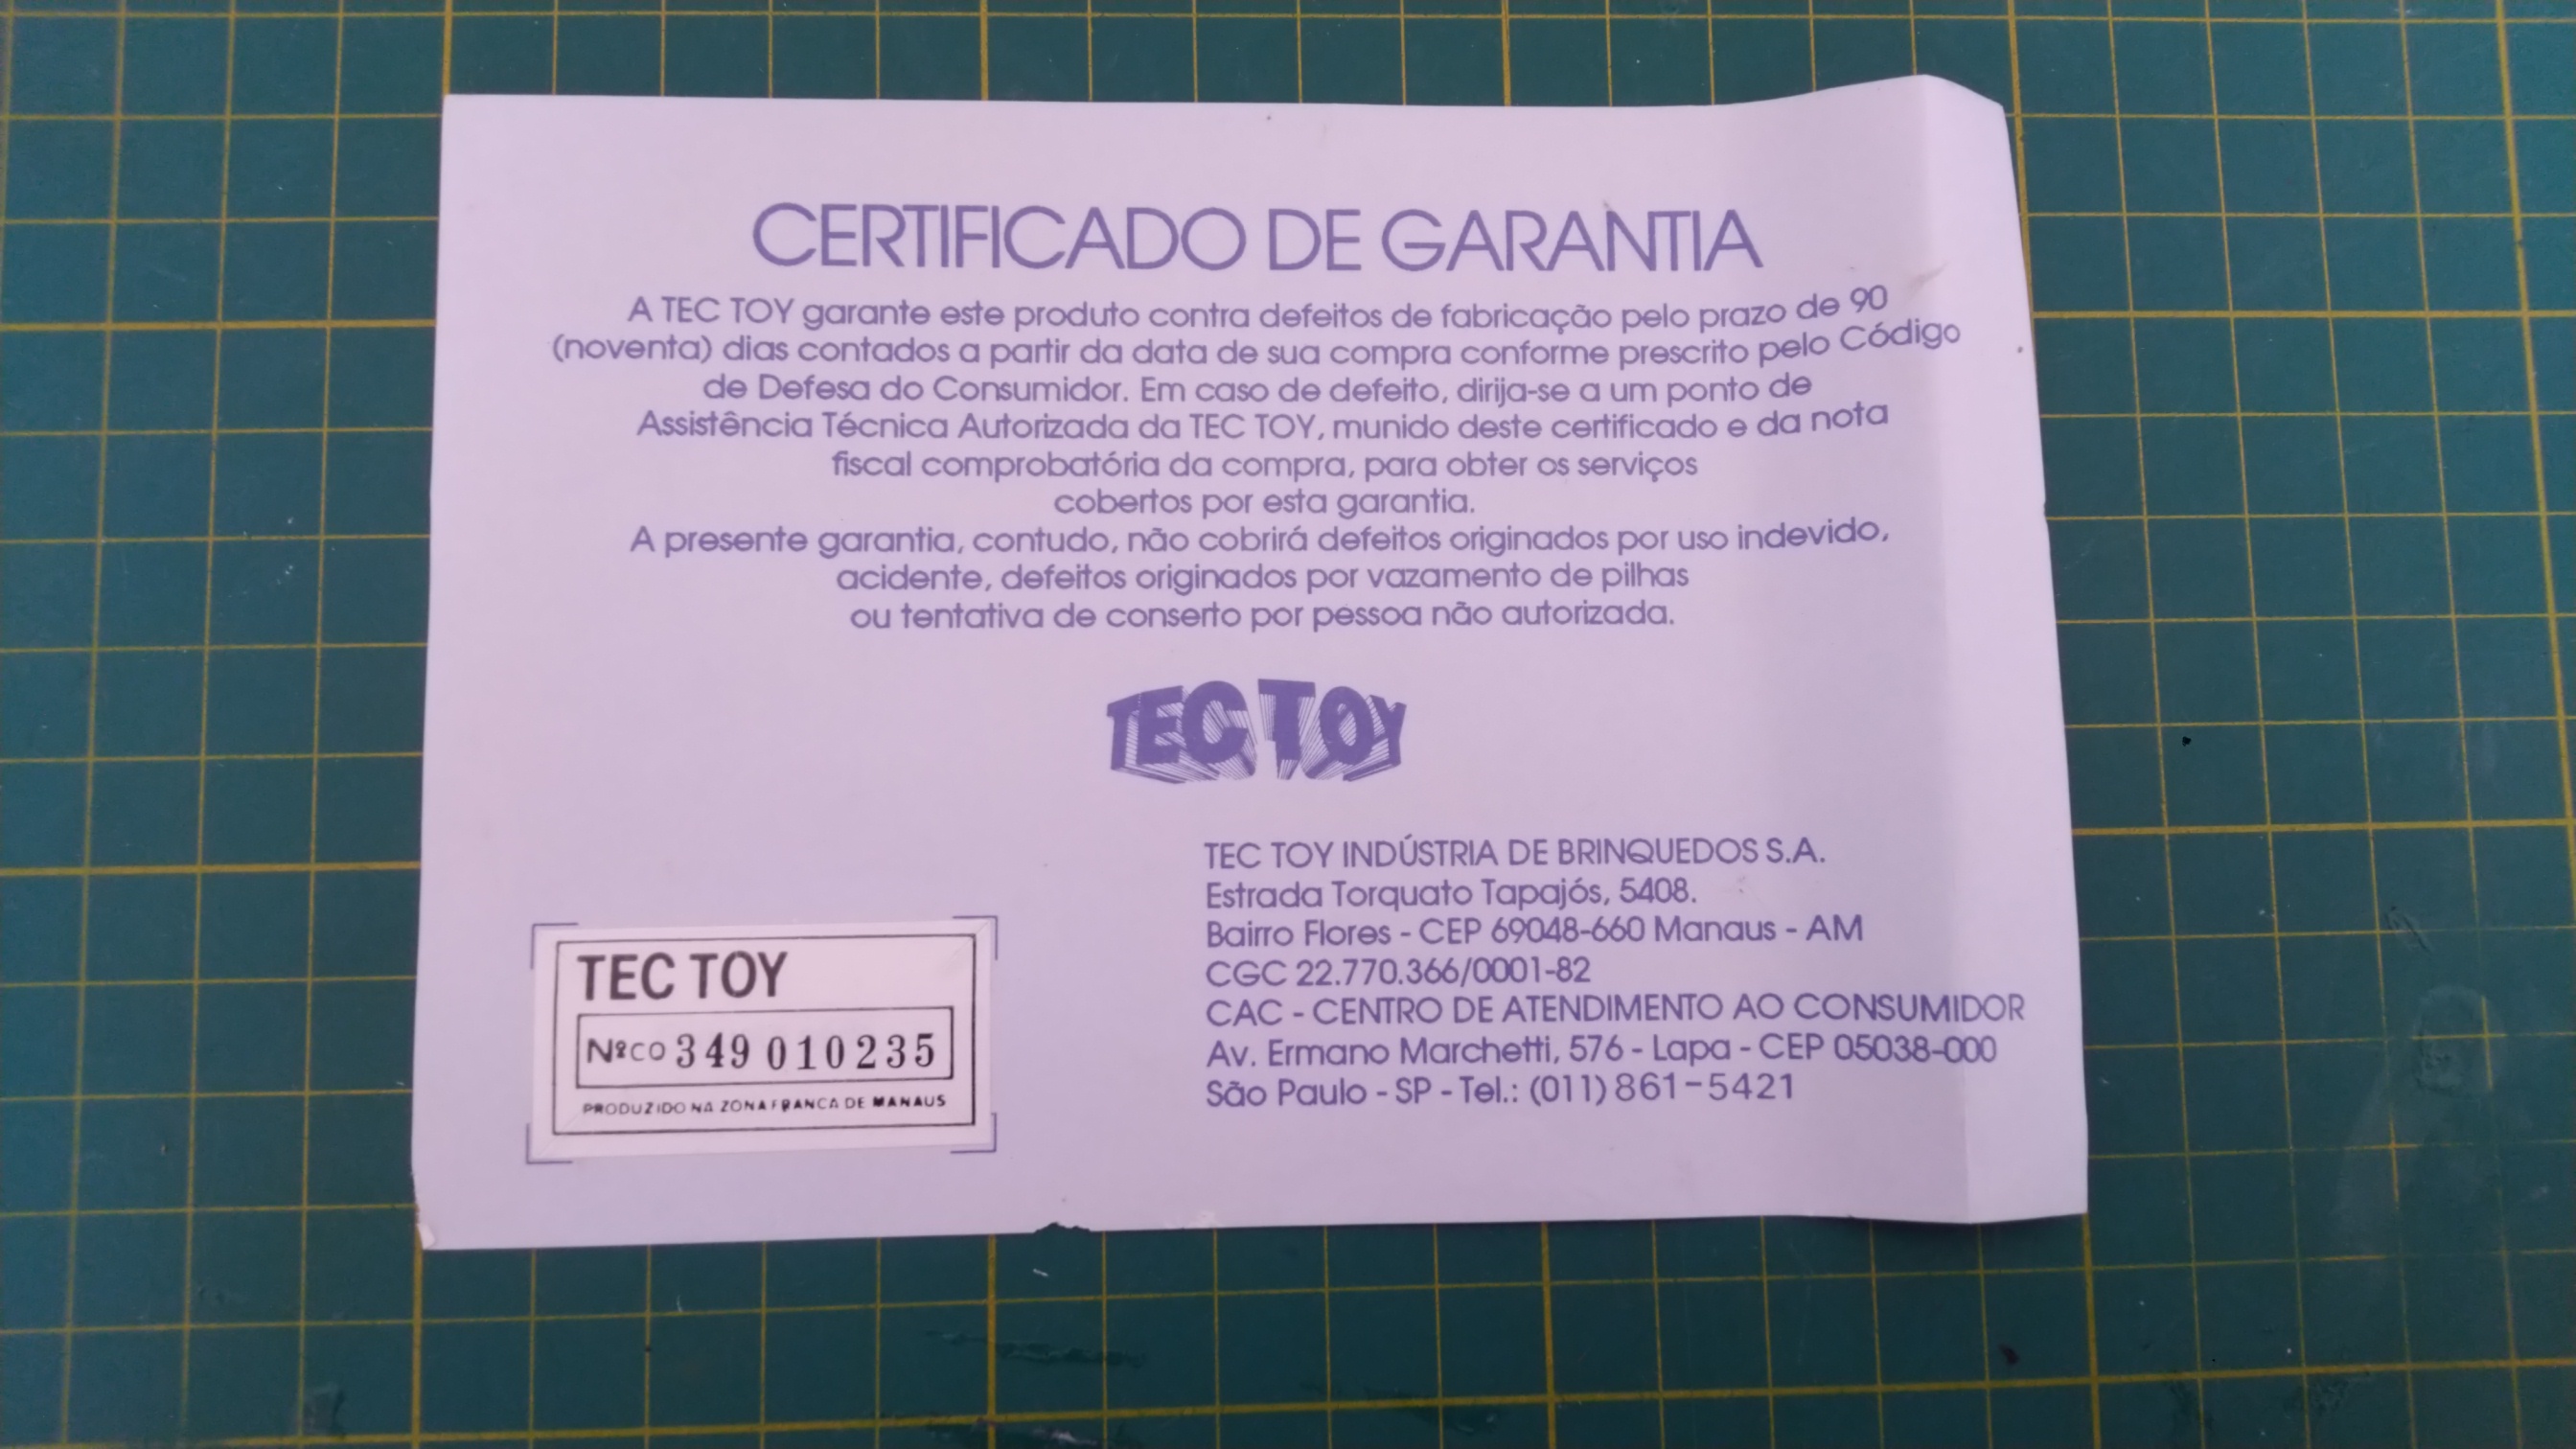 CERTIFICADO DE GARANTIA
A TEC TOY garante este produto contra defeitos de fabricação pelo prazo de 90
(noventa) dias contados a partir da data de sua compra conforme prescrito pelo Código
de Defesa do Consumidor. Em caso de defeito, dirija-se a um ponto de
Assistência Técnica Autorizada da TEC TOY, munido deste certificado e da nota
fiscal comprobatória da compra, para obter os serviços
cobertos por esta garantia.
A presente garantia, contudo, não cobrirá defeitos originados por uso indevido,
acidente, defeitos originados por vazamento de pilhas
ou tentativa de conserto por pessoa não autorizada.
TEC TOY
TEC TOY INDÚSTRIA DE BRINQUEDOS S.A.
Estrada Torquato Tapajós, 5408.
Bairro Flores - CEP 69048-660 Manaus - AM
CGC 22.770.366/0001-82
CAC - CENTRO DE ATENDIMENTO AO CONSUMIDOR
Av. Ermano Marchetti, 576 - Lapa - CEP 05038-000
São Paulo - SP - Tel.: (011) 861-5421
TEC TOY
Nº CO 349 010235
PRODUZIDO NA ZONA FRANCA DE MANAUS